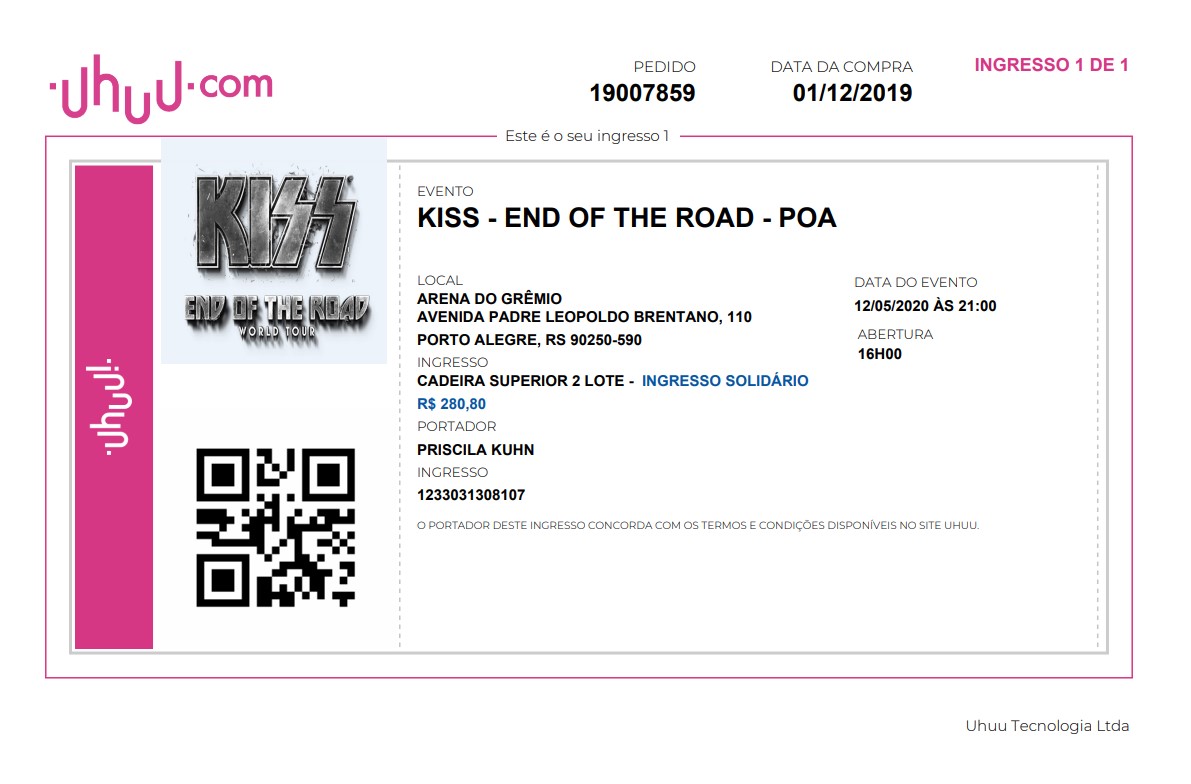 uhuu.com
PEDIDO
19007859
DATA DA COMPRA
01/12/2019
INGRESSO 1 DE 1
Este é o seu ingresso 1
KISS
END OF THE ROAD
WORLD TOUR
uhuu!
EVENTO
KISS - END OF THE ROAD - POA
LOCAL
ARENA DO GRÊMIO
AVENIDA PADRE LEOPOLDO BRENTANO, 110
PORTO ALEGRE, RS 90250-590
DATA DO EVENTO
12/05/2020 ÀS 21:00
ABERTURA
16H00
INGRESSO
CADEIRA SUPERIOR 2 LOTE - INGRESSO SOLIDÁRIO
R$ 280,80
PORTADOR
PRISCILA KUHN
INGRESSO
1233031308107
O PORTADOR DESTE INGRESSO CONCORDA COM OS TERMOS E CONDIÇÕES DISPONÍVEIS NO SITE UHUU.
Uhuu Tecnologia Ltda